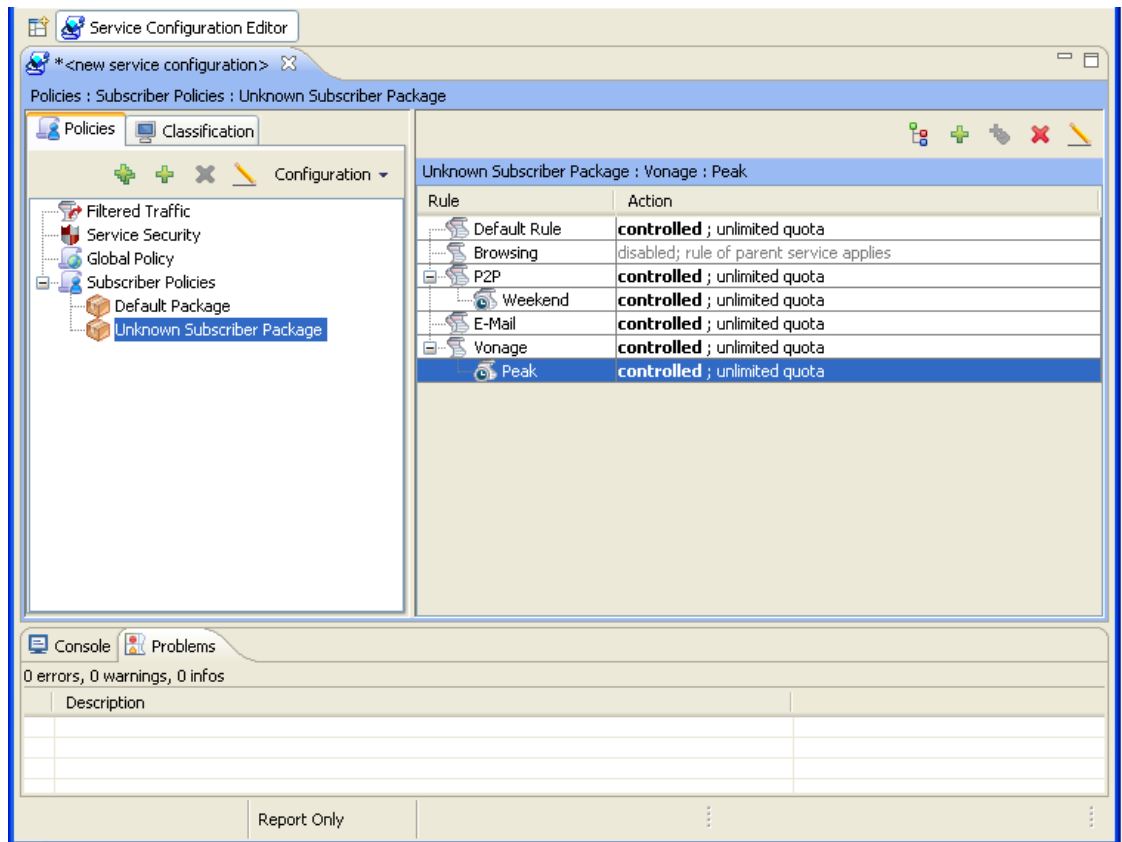 Service Configuration Editor
*<new service configuration>
Policies : Subscriber Policies : Unknown Subscriber Package
Policies
Classification
Configuration
Filtered Traffic
Service Security
Global Policy
Subscriber Policies
Default Package
Unknown Subscriber Package
Unknown Subscriber Package : Vonage : Peak
Rule Action
Default Rule controlled ; unlimited quota
Browsing disabled; rule of parent service applies
P2P controlled ; unlimited quota
Weekend controlled ; unlimited quota
E-Mail controlled ; unlimited quota
Vonage controlled ; unlimited quota
Peak controlled ; unlimited quota
Console Problems
0 errors, 0 warnings, 0 infos
Description
Report Only